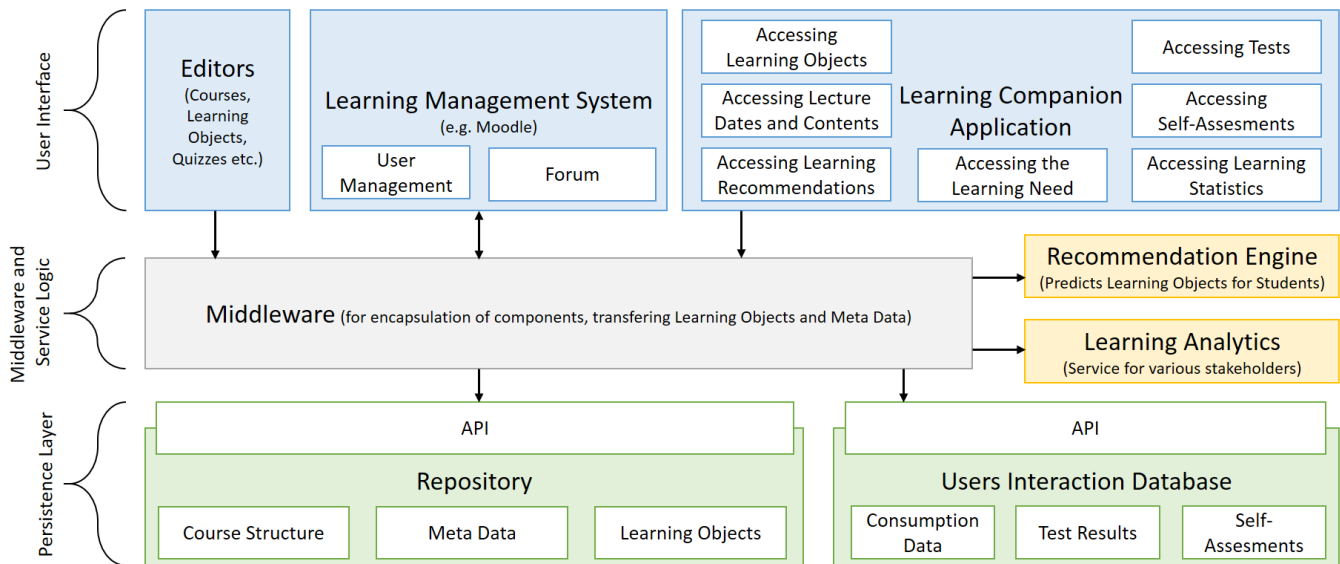 User Interface
Editors
(Courses,
Learning
Objects,
Quizzes etc.)
Learning Management System
(e.g. Moodle)
User
Management
Forum
Accessing
Learning Objects
Accessing Lecture
Dates and Contents
Accessing Learning
Recommendations
Learning Companion
Application
Accessing the
Learning Need
Accessing Tests
Accessing
Self-Assesments
Accessing Learning
Statistics
Middleware and
Service Logic
Middleware (for encapsulation of components, transfering Learning Objects and Meta Data)
Recommendation Engine
(Predicts Learning Objects for Students)
Learning Analytics
(Service for various stakeholders)
Persistence Layer
API
Repository
Course Structure
Meta Data
Learning Objects
API
Users Interaction Database
Consumption
Data
Test Results
Self-
Assesments